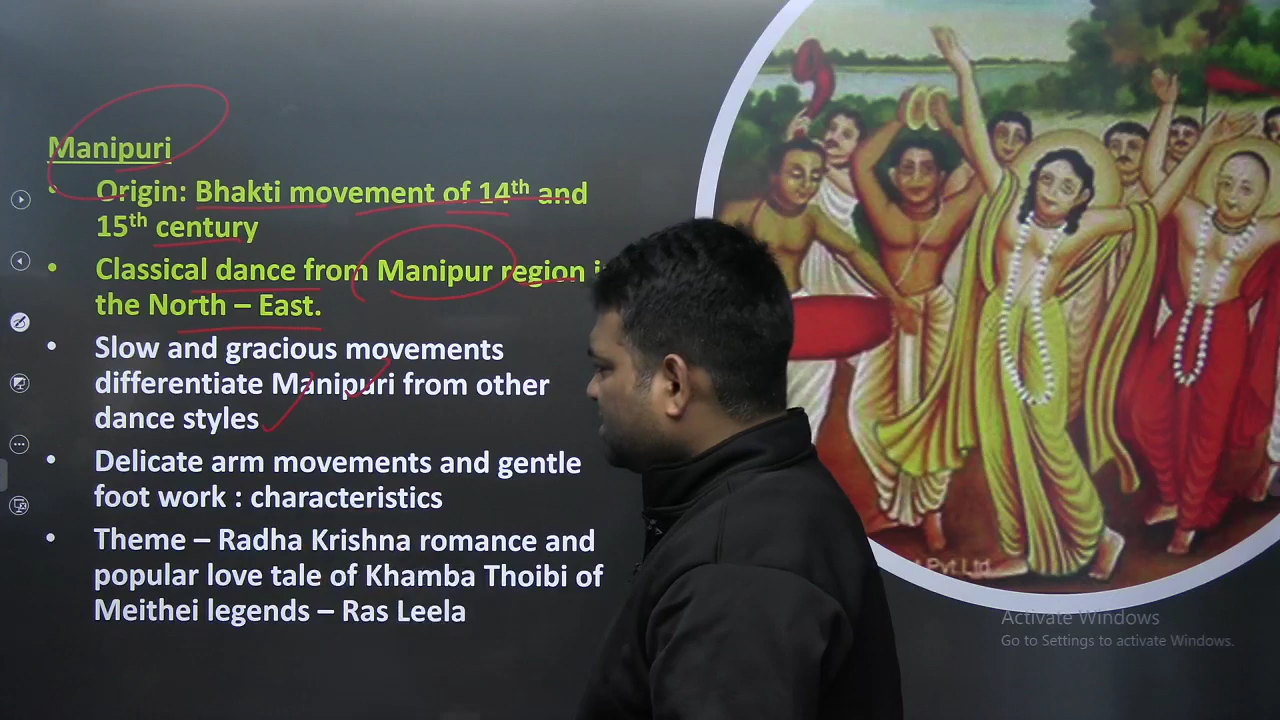 Manipuri
• Origin: Bhakti movement of 14th and
15th century
• Classical dance from Manipur region
the North – East.
• Slow and gracious movements
differentiate Manipuri from other
dance styles
• Delicate arm movements and gentle
foot work : characteristics
• Theme – Radha Krishna romance and
popular love tale of Khamba Thoibi of
Meithei legends – Ras Leela
Pvt Ltd
Activate Windows
Go to Settings to activate Windows.